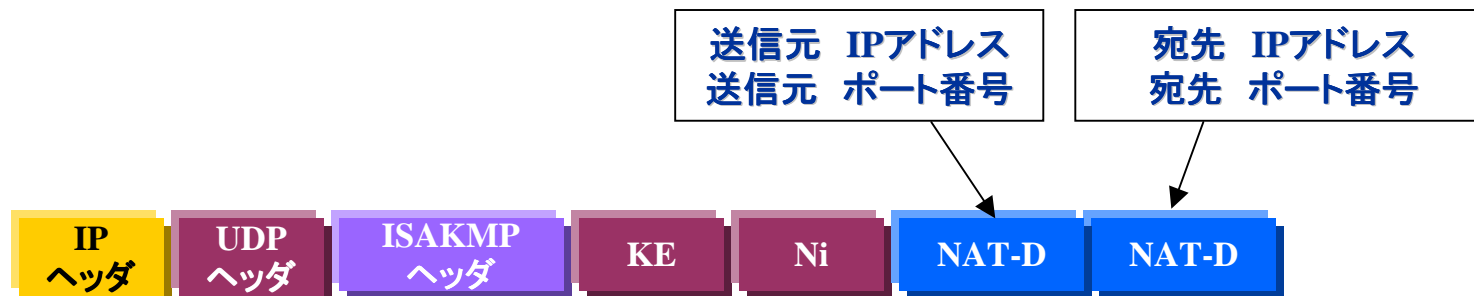 送信元　IPアドレス
送信元　ポート番号
宛先　IPアドレス
宛先　ポート番号
IP
ヘッダ
UDP
ヘッダ
ISAKMP
ヘッダ
KE
Ni
NAT-D
NAT-D